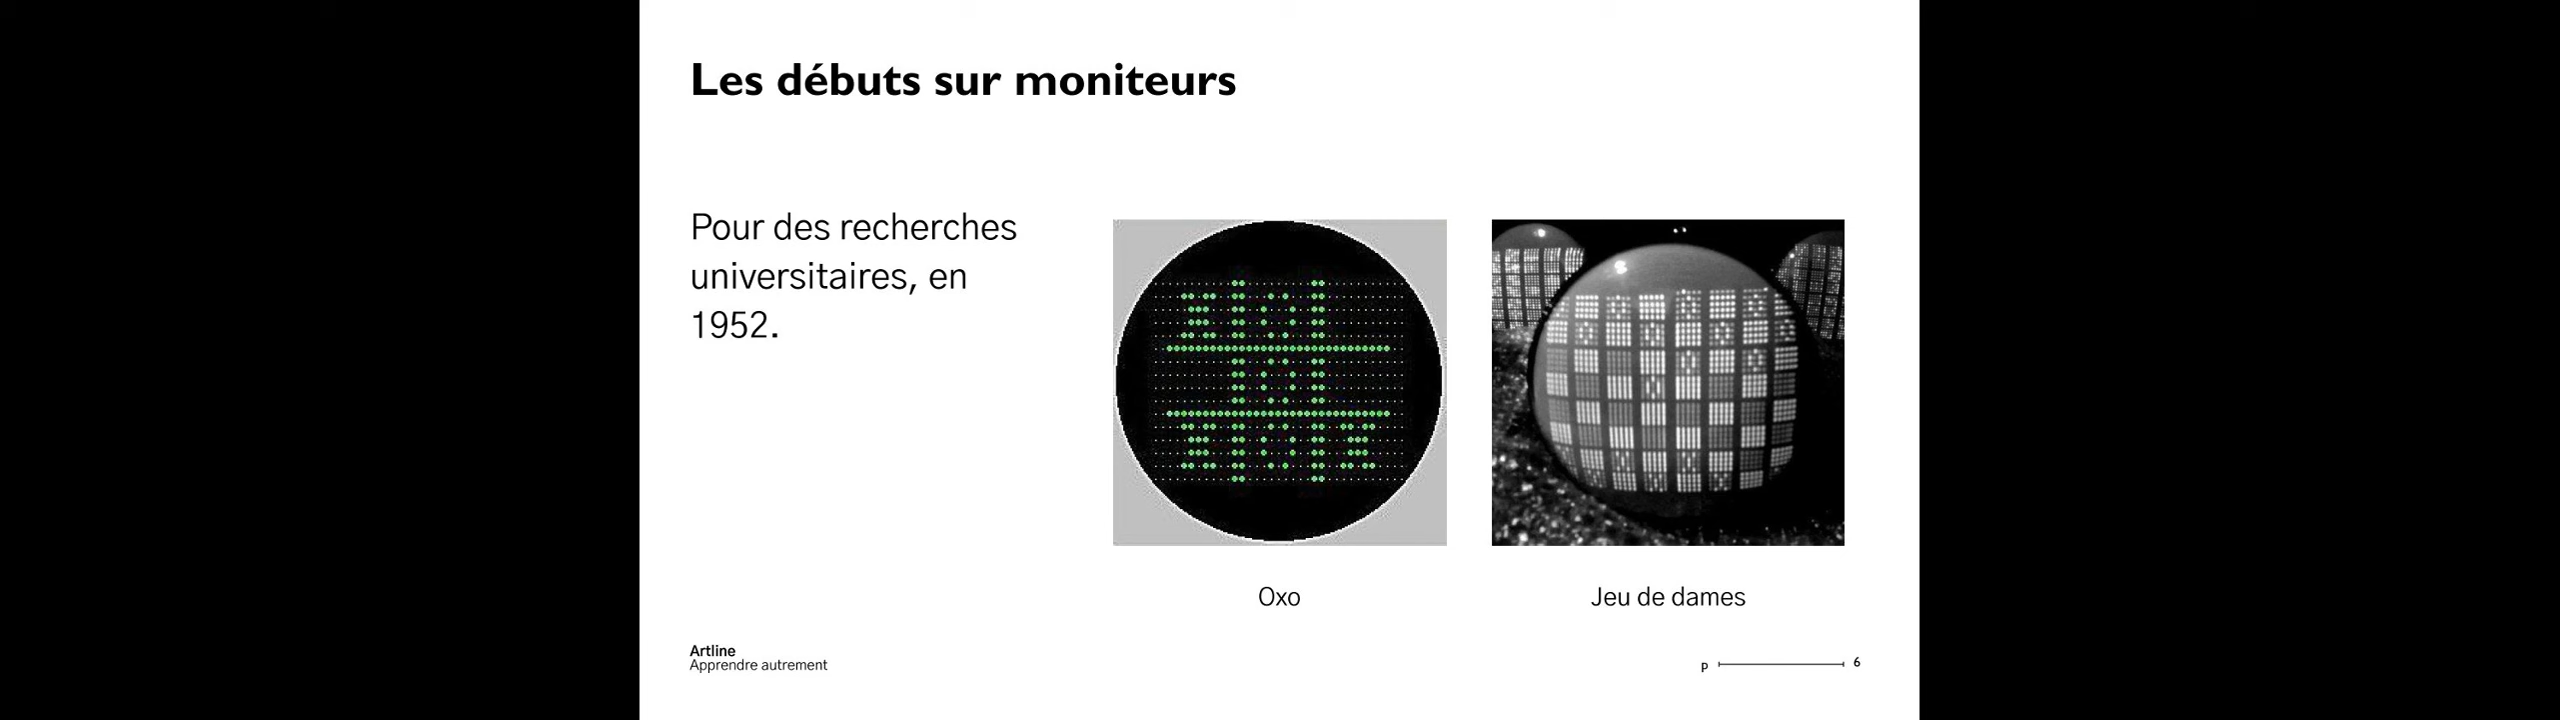 Les débuts sur moniteurs
Pour des recherches
universitaires, en
1952.
Oxo
Jeu de dames
Artline
Apprendre autrement
P 6